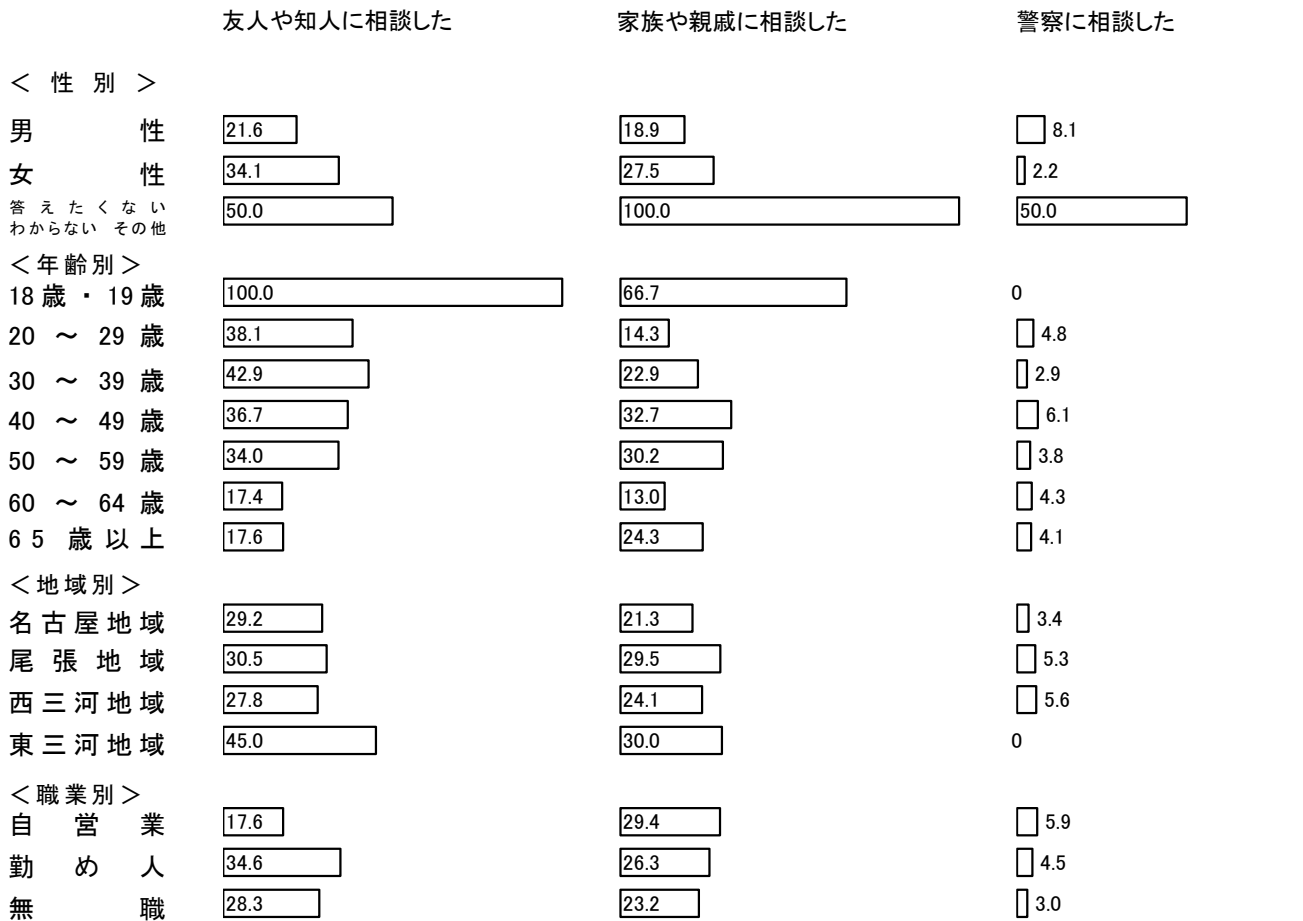 友人や知人に相談した 家族や親戚に相談した 警察に相談した
＜ 性 別 ＞
男 性 21.6 18.9 8.1
女 性 34.1 27.5 2.2
答えたくない
わからない その他 50.0 100.0 50.0
＜年齢別＞
18歳・19歳 100.0 66.7 0
20 ～ 29 歳 38.1 14.3 4.8
30 ～ 39 歳 42.9 22.9 2.9
40 ～ 49 歳 36.7 32.7 6.1
50 ～ 59 歳 34.0 30.2 3.8
60 ～ 64 歳 17.4 13.0 4.3
65 歳以上 17.6 24.3 4.1
＜地域別＞
名古屋地域 29.2 21.3 3.4
尾張地域 30.5 29.5 5.3
西三河地域 27.8 24.1 5.6
東三河地域 45.0 30.0 0
＜職業別＞
自営業 17.6 29.4 5.9
勤め人 34.6 26.3 4.5
無職 28.3 23.2 3.0